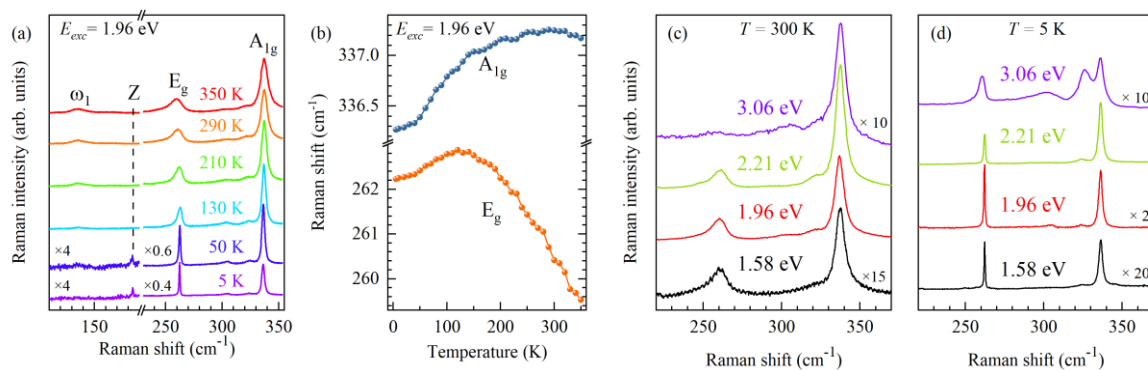 (a)
E_exc = 1.96 eV
A_1g
E_g
ω_1
Z
350 K
290 K
210 K
130 K
50 K
5 K
×4
×0.6
×4
×0.4
Raman intensity (arb. units)
150
250
300
350
Raman shift (cm⁻¹)
(b)
E_exc = 1.96 eV
A_1g
E_g
337.0
336.5
262
261
260
Raman shift (cm⁻¹)
0
100
200
300
Temperature (K)
(c)
T = 300 K
3.06 eV
× 10
2.21 eV
1.96 eV
1.58 eV
×15
Raman intensity (arb. units)
250
300
350
Raman shift (cm⁻¹)
(d)
T = 5 K
3.06 eV
× 10
2.21 eV
1.96 eV
× 2
1.58 eV
× 20
250
300
350
Raman shift (cm⁻¹)